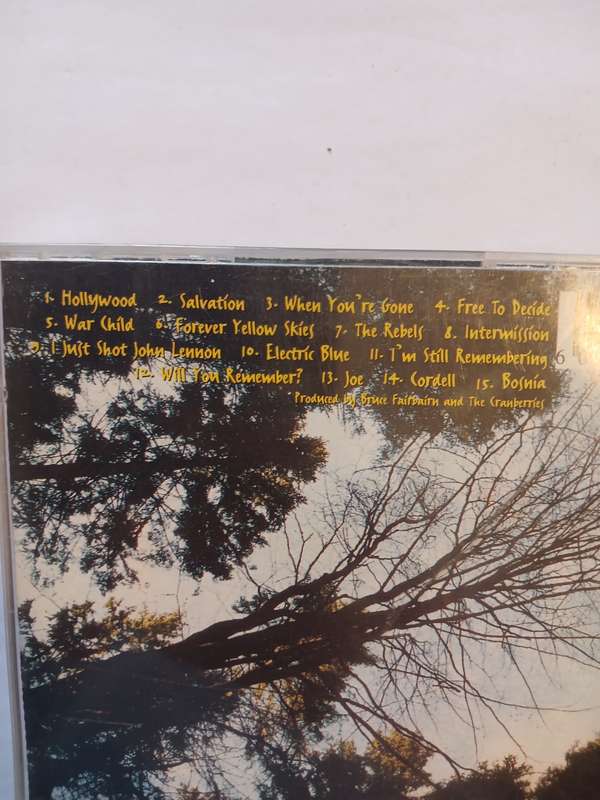 1. Hollywood 2. Salvation 3. When You're Gone 4. Free To Decide
5. War Child 6. Forever Yellow Skies 7. The Rebels 8. Intermission
9. I Just Shot John Lennon 10. Electric Blue 11. I'm Still Remembering 6
12. Will You Remember? 13. Joe 14. Cordell 15. Bosnia
Produced by Bruce Fairbairn and The Cranberries